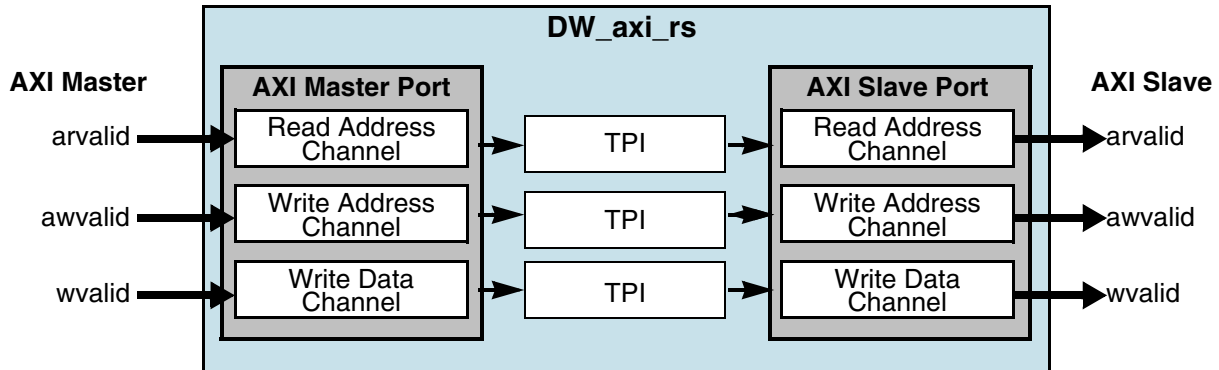 DW_axi_rs
AXI Master
AXI Master Port
AXI Slave Port
AXI Slave
arvalid
Read Address
Channel
TPI
Read Address
Channel
arvalid
awvalid
Write Address
Channel
TPI
Write Address
Channel
awvalid
wvalid
Write Data
Channel
TPI
Write Data
Channel
wvalid